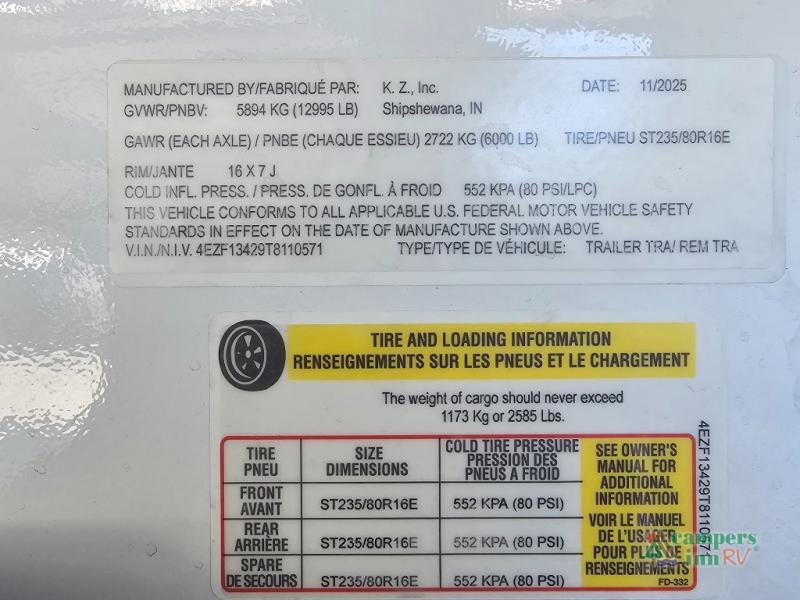 MANUFACTURED BY/FABRIQUÉ PAR: K. Z., Inc. DATE: 11/2025
GVWR/PNBV: 5894 KG (12995 LB) Shipshewana, IN
GAWR (EACH AXLE) / PNBE (CHAQUE ESSIEU) 2722 KG (6000 LB) TIRE/PNEU ST235/80R16E
RIM/JANTE 16 X 7 J
COLD INFL. PRESS. / PRESS. DE GONFL. À FROID 552 KPA (80 PSI/LPC)
THIS VEHICLE CONFORMS TO ALL APPLICABLE U.S. FEDERAL MOTOR VEHICLE SAFETY
STANDARDS IN EFFECT ON THE DATE OF MANUFACTURE SHOWN ABOVE.
V.I.N./N.I.V. 4EZF13429T8110571 TYPE/TYPE DE VÉHICULE: TRAILER TRA/ REM TRA
TIRE AND LOADING INFORMATION
RENSEIGNEMENTS SUR LES PNEUS ET LE CHARGEMENT
The weight of cargo should never exceed
1173 Kg or 2585 Lbs.
TIRE
PNEU
SIZE
DIMENSIONS
COLD TIRE PRESSURE
PRESSION DES
PNEUS A FROID
FRONT
AVANT
ST235/80R16E
552 KPA (80 PSI)
REAR
ARRIÈRE
ST235/80R16E
552 KPA (80 PSI)
SPARE
DE SECOURS
ST235/80R16E
552 KPA (80 PSI)
SEE OWNER'S
MANUAL FOR
ADDITIONAL
INFORMATION
VOIR LE MANUEL
DE L'USAGER
POUR PLUS DE
RENSEIGNEMENTS
FD-332
4EZF13429T8110571
campers
inn RV